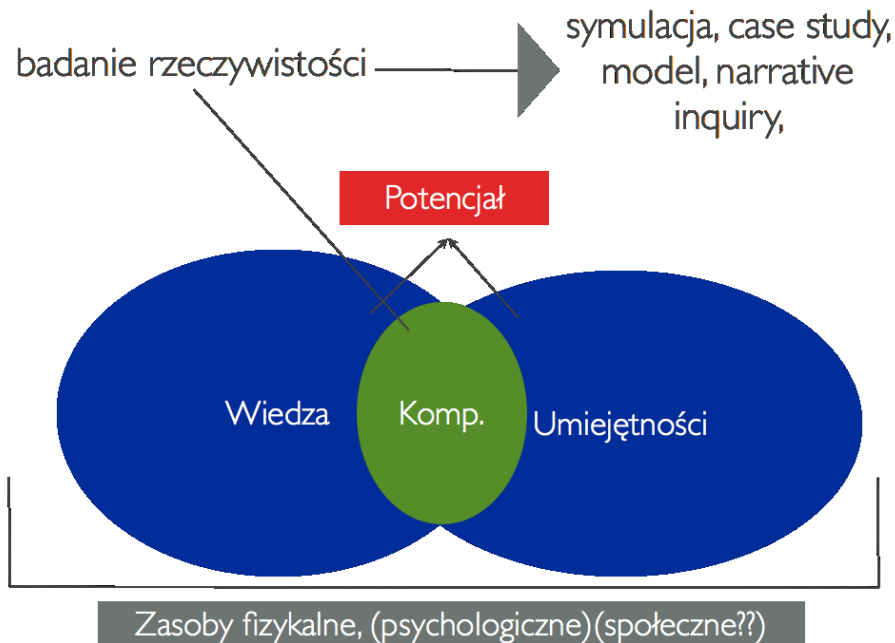 symulacja, case study,
badanie rzeczywistości
model, narrative
inquiry,
Potencjał
Wiedza
Komp.
Umiejętności
Zasoby fizykalne, (psychologiczne)(społeczne??)